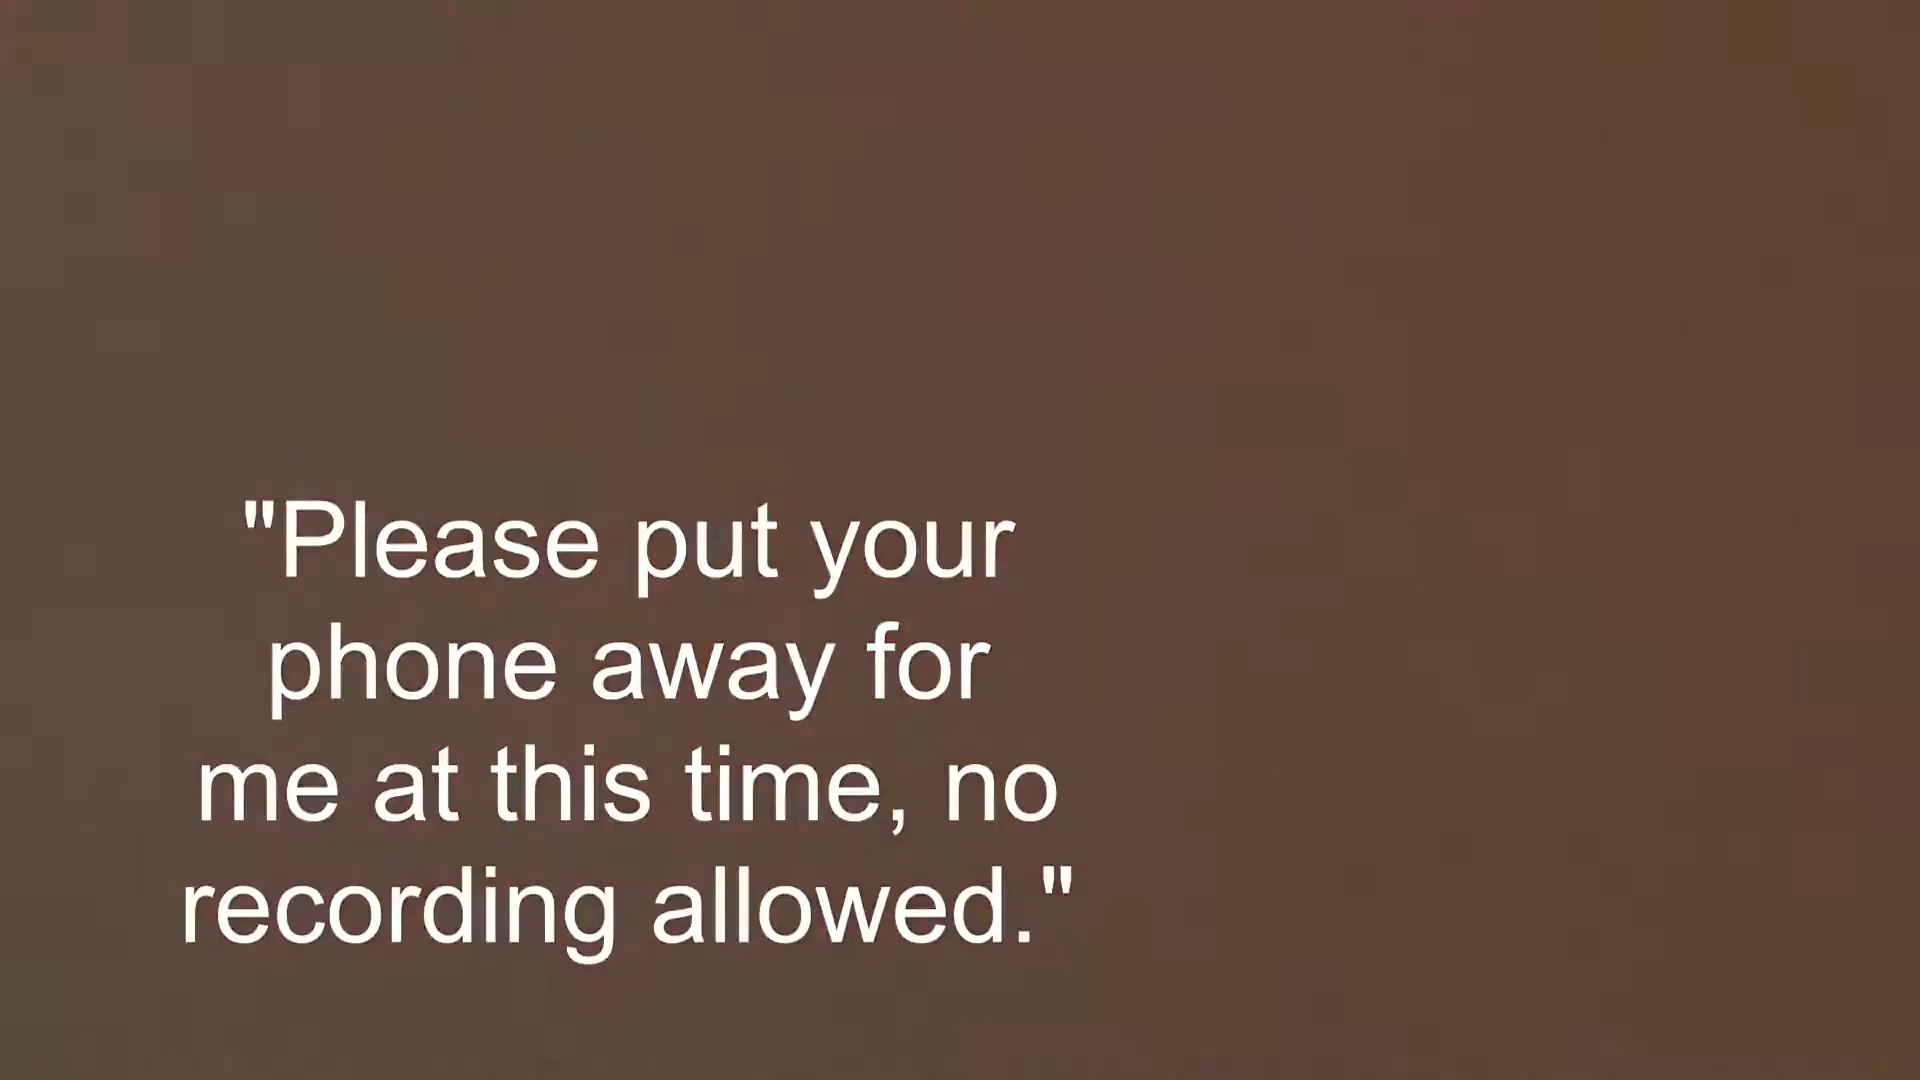 "Please put your
phone away for
me at this time, no
recording allowed."